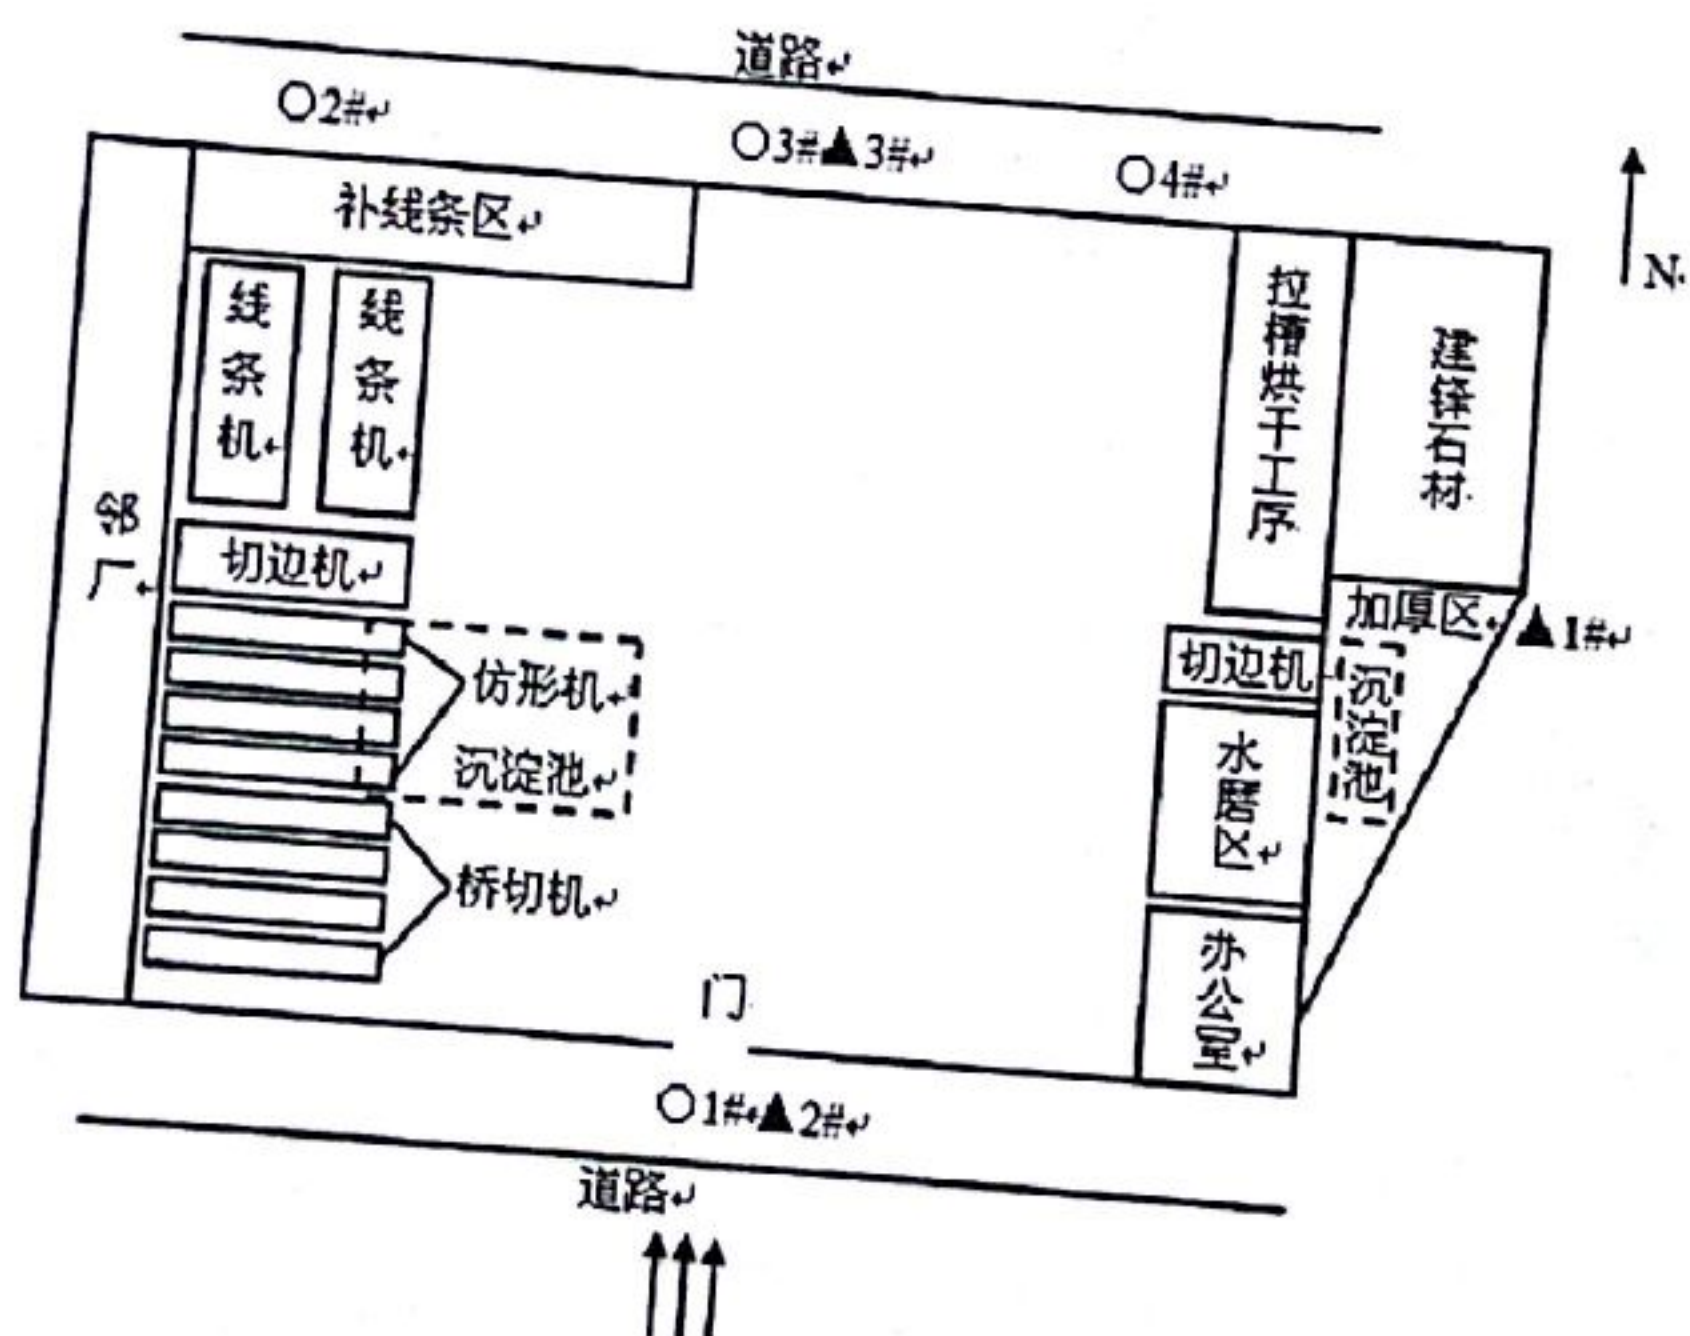 道路↵
○2#↵
○3#▲3#↵
○4#↵
N
补线条区↵
线条机
线条机
拉槽烘干工序
建锋石材
邻厂
切边机↵
加厚区
▲1#↵
仿形机
切边机
沉淀池
沉淀池↵
水磨区↵
桥切机↵
办公室↵
门
○1#▲2#↵
道路↵